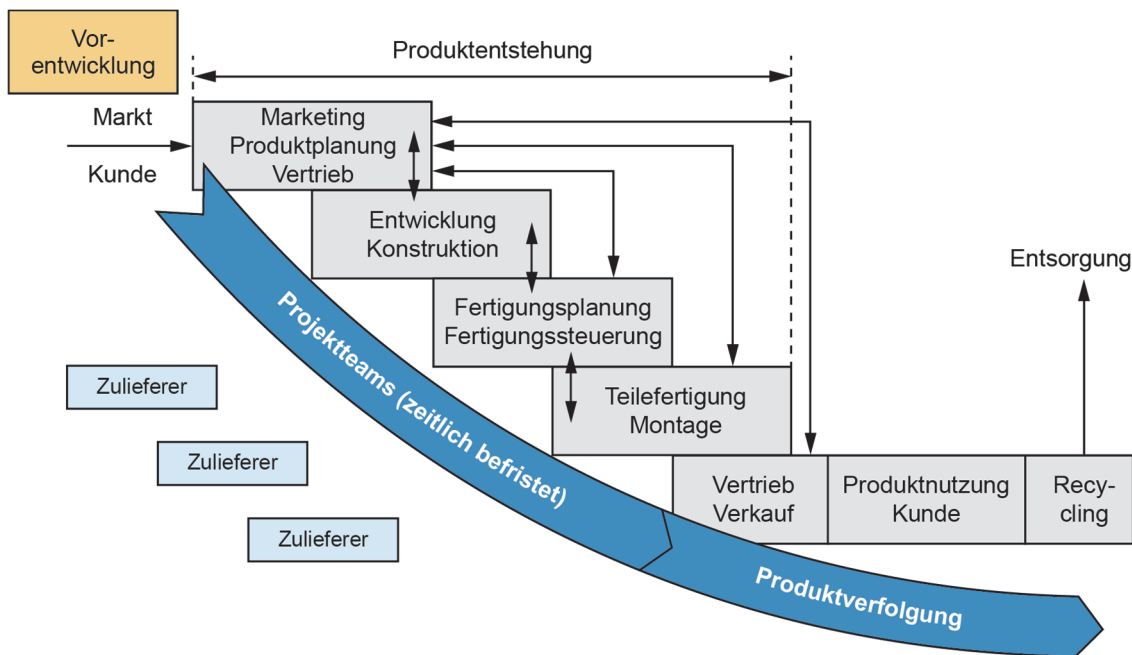 Vor-
entwicklung
Produktentstehung
Markt
Kunde
Marketing
Produktplanung
Vertrieb
Entwicklung
Konstruktion
Entsorgung
Fertigungsplanung
Fertigungssteuerung
Projektteams (zeitlich befristet)
Zulieferer
Teilefertigung
Montage
Zulieferer
Vertrieb
Verkauf
Produktnutzung
Kunde
Recy-
cling
Zulieferer
Produktverfolgung